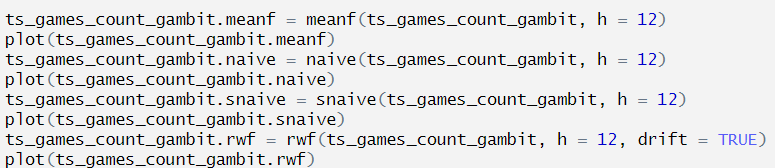 ts_games_count_gambit.meanf = meanf(ts_games_count_gambit, h = 12)
plot(ts_games_count_gambit.meanf)
ts_games_count_gambit.naive = naive(ts_games_count_gambit, h = 12)
plot(ts_games_count_gambit.naive)
ts_games_count_gambit.snaive = snaive(ts_games_count_gambit, h = 12)
plot(ts_games_count_gambit.snaive)
ts_games_count_gambit.rwf = rwf(ts_games_count_gambit, h = 12, drift = TRUE)
plot(ts_games_count_gambit.rwf)